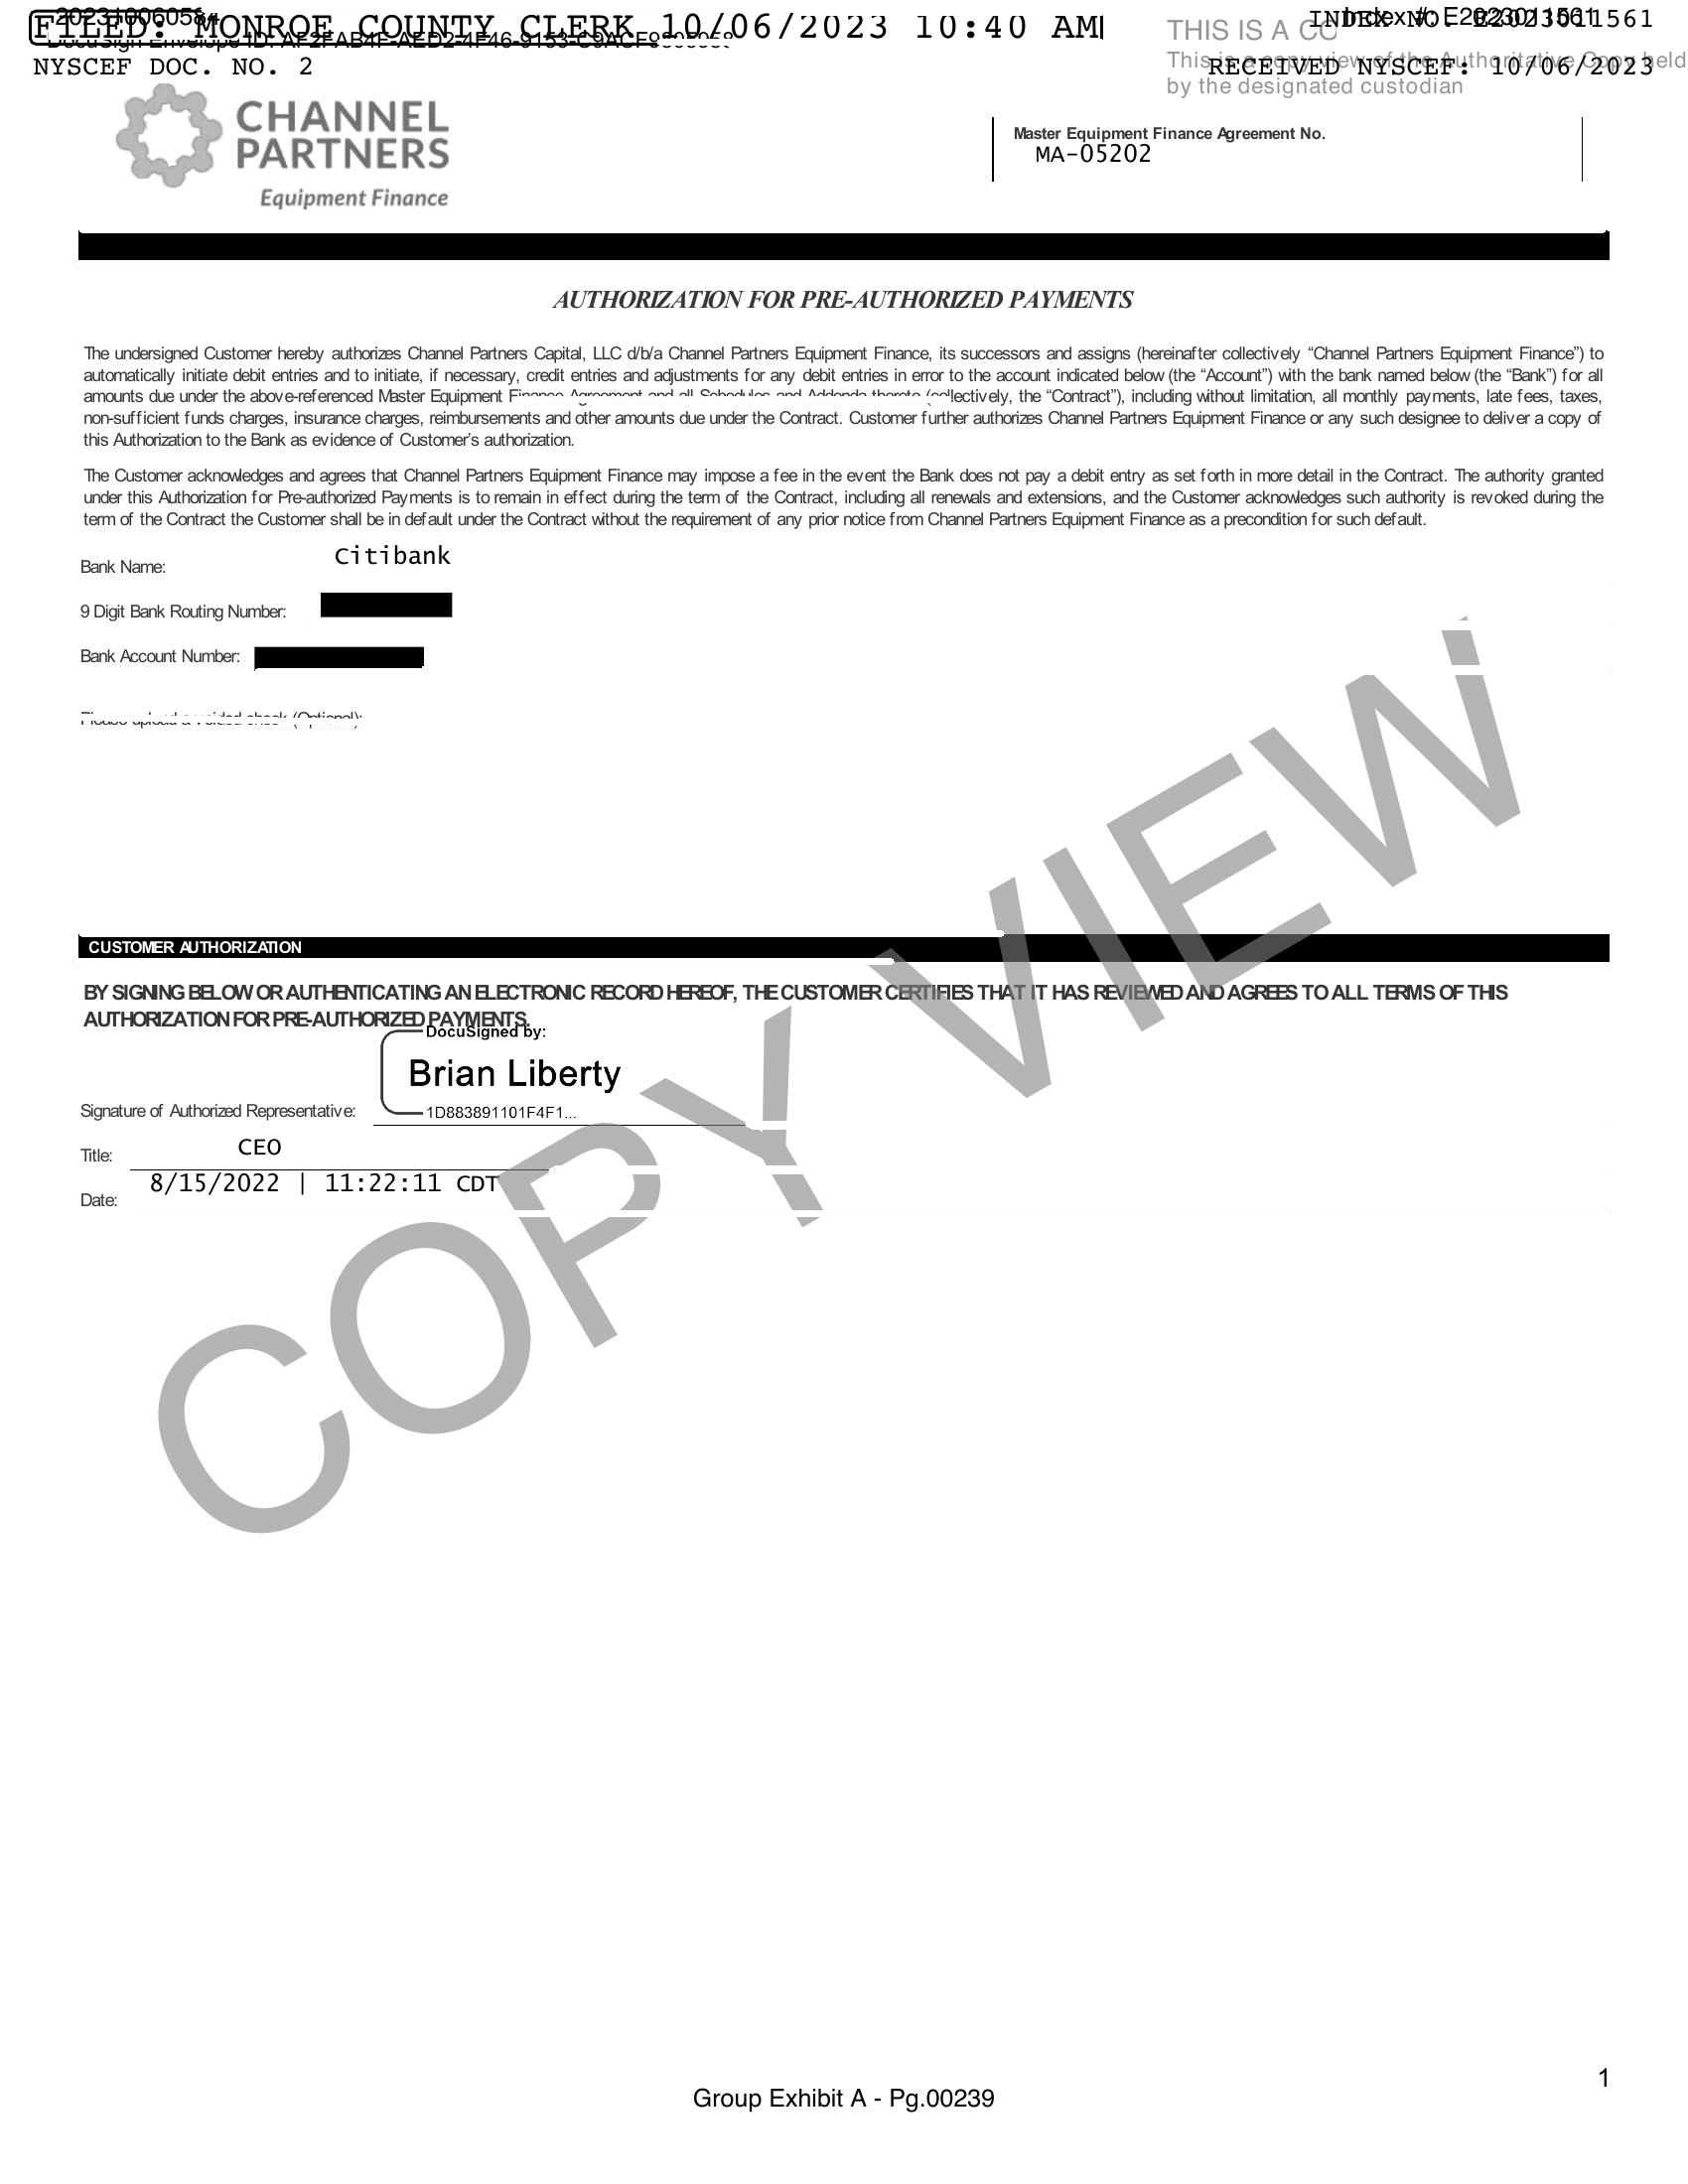 202310060584
FILED: MONROE COUNTY CLERK 10/06/2023 10:40 AM
INDEX NO. E2023011561
Index #: E2023011561
DocuSign Envelope ID:
THIS IS A
NYSCEF DOC. NO. 2
RECEIVED NYSCEF: 10/06/2023
This is a copy view of the Authoritative Copy held
by the designated custodian
CHANNEL
PARTNERS
Equipment Finance
Master Equipment Finance Agreement No.
MA-05202
AUTHORIZATION FOR PRE-AUTHORIZED PAYMENTS
The undersigned Customer hereby authorizes Channel Partners Capital, LLC d/b/a Channel Partners Equipment Finance, its successors and assigns (hereinafter collectively “Channel Partners Equipment Finance”) to
automatically initiate debit entries and to initiate, if necessary, credit entries and adjustments for any debit entries in error to the account indicated below (the “Account”) with the bank named below (the “Bank”) for all
amounts due under the above-referenced Master Equipment Finance Agreement and all Schedules and Addenda thereto (collectively, the “Contract”), including without limitation, all monthly payments, late fees, taxes,
non-sufficient funds charges, insurance charges, reimbursements and other amounts due under the Contract. Customer further authorizes Channel Partners Equipment Finance or any such designee to deliver a copy of
this Authorization to the Bank as evidence of Customer’s authorization.
The Customer acknowledges and agrees that Channel Partners Equipment Finance may impose a fee in the event the Bank does not pay a debit entry as set forth in more detail in the Contract. The authority granted
under this Authorization for Pre-authorized Payments is to remain in effect during the term of the Contract, including all renewals and extensions, and the Customer acknowledges such authority is revoked during the
term of the Contract the Customer shall be in default under the Contract without the requirement of any prior notice from Channel Partners Equipment Finance as a precondition for such default.
Bank Name: Citibank
9 Digit Bank Routing Number:
Bank Account Number:
Please upload a voided check (Optional):
CUSTOMER AUTHORIZATION
BY SIGNING BELOW OR AUTHENTICATING AN ELECTRONIC RECORD HEREOF, THE CUSTOMER CERTIFIES THAT IT HAS REVIEWED AND AGREES TO ALL TERMS OF THIS
AUTHORIZATION FOR PRE-AUTHORIZED PAYMENTS.
DocuSigned by:
Brian Liberty
Signature of Authorized Representative: 1D883891101F4F1...
Title: CEO
Date: 8/15/2022 | 11:22:11 CDT
COPY VIEW
1
Group Exhibit A - Pg.00239